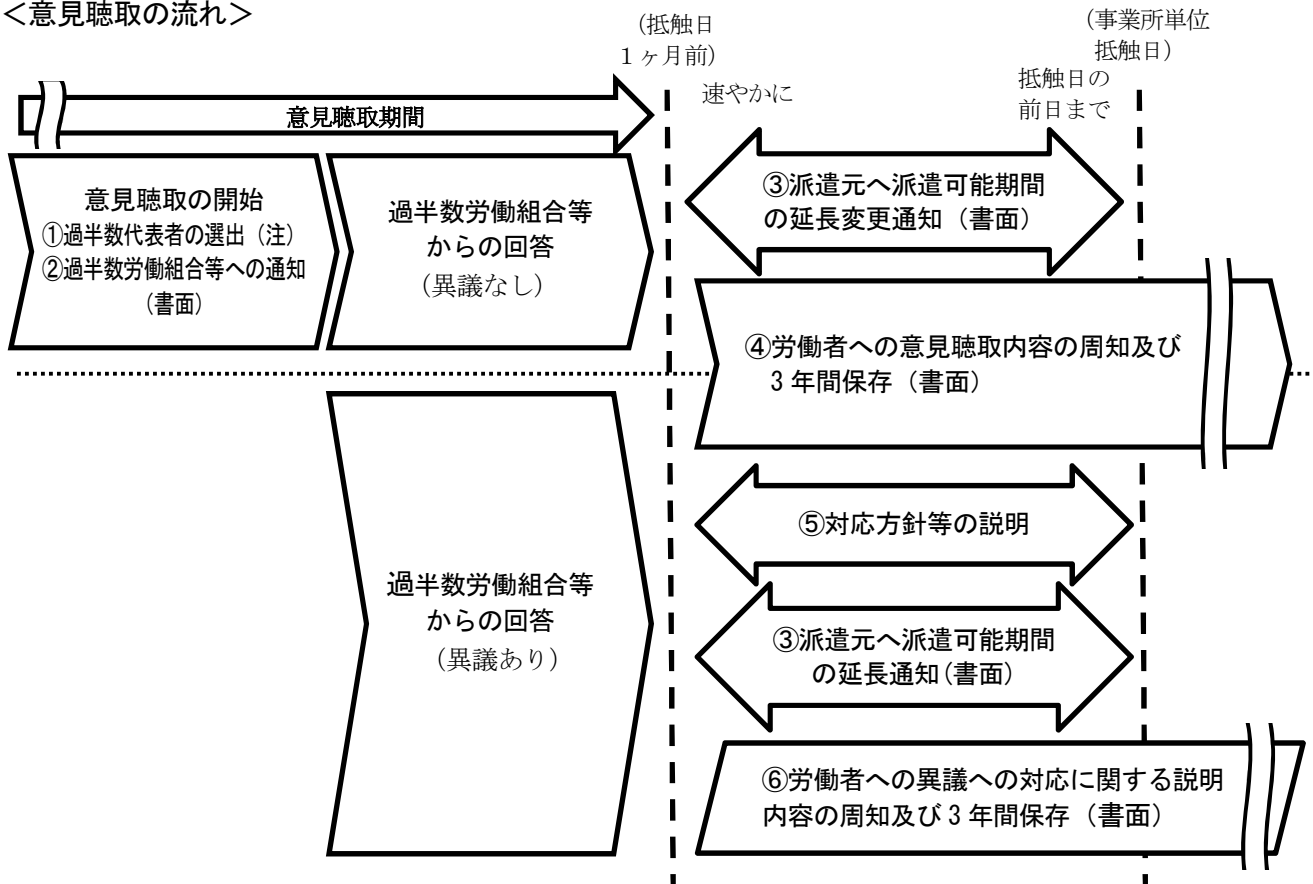 <意見聴取の流れ>
(抵触日
1ヶ月前)
(事業所単位
抵触日)
速やかに
抵触日の
前日まで
意見聴取期間
意見聴取の開始
①過半数代表者の選出（注）
②過半数労働組合等への通知
（書面）
過半数労働組合等
からの回答
（異議なし）
③派遣元へ派遣可能期間
の延長変更通知（書面）
④労働者への意見聴取内容の周知及び
3年間保存（書面）
過半数労働組合等
からの回答
（異議あり）
⑤対応方針等の説明
③派遣元へ派遣可能期間
の延長通知(書面）
⑥労働者への異議への対応に関する説明
内容の周知及び3年間保存（書面）